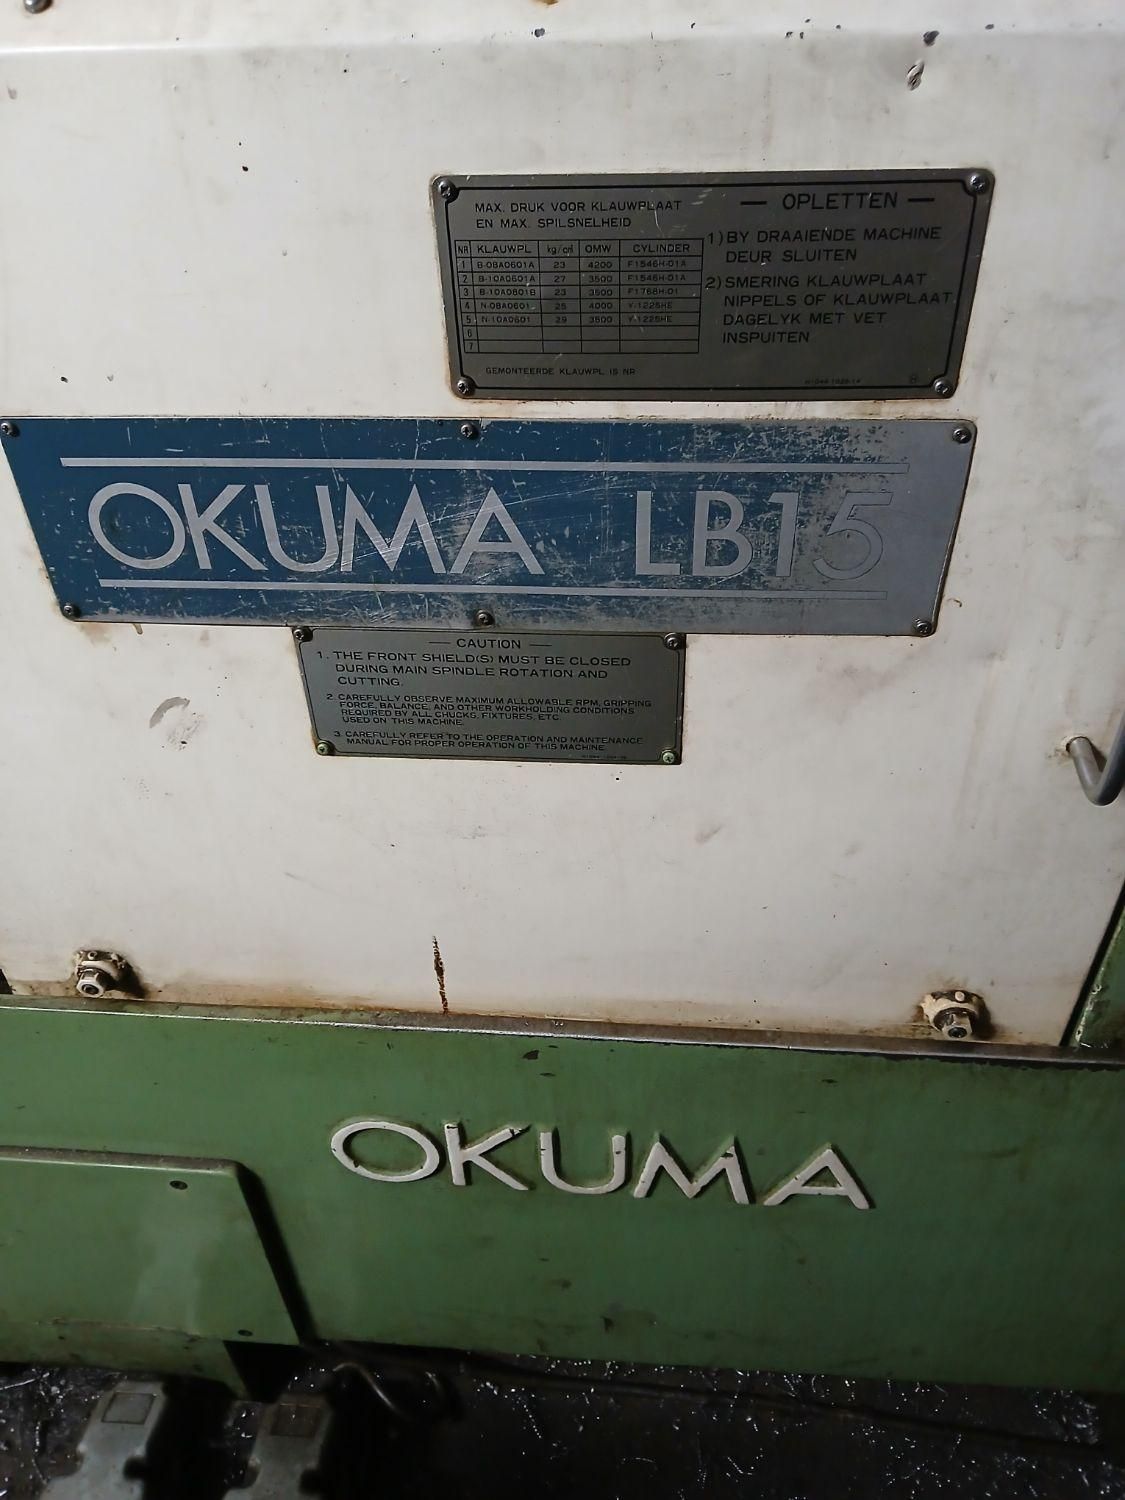 MAX. DRUK VOOR KLAUWPLAAT
EN MAX. SPILSNELHEID
NR KLAUWPL kg/cm² OMW CYLINDER
1 B-08A0601A 23 4200 F1546H-01A
2 B-10A0601A 27 3500 F1546H-01A
3 B-10A0801B 23 3500 F1768H-01
4 N-08A0601 25 4000 Y-1225HE
5 N-10A0601 29 3500 Y-1225HE
6
7
GEMONTEERDE KLAUWPL IS NR
— OPLETTEN —
1) BY DRAAIENDE MACHINE
DEUR SLUITEN
2) SMERING KLAUWPLAAT
NIPPELS OF KLAUWPLAAT
DAGELYK MET VET
INSPUITEN
OKUMA LB15
— CAUTION —
1. THE FRONT SHIELD(S) MUST BE CLOSED
DURING MAIN SPINDLE ROTATION AND
CUTTING.
2. CAREFULLY OBSERVE MAXIMUM ALLOWABLE RPM, GRIPPING
FORCE, BALANCE, AND OTHER WORKHOLDING CONDITIONS
REQUIRED BY ALL CHUCKS, FIXTURES, ETC
USED ON THIS MACHINE.
3. CAREFULLY REFER TO THE OPERATION AND MAINTENANCE
MANUAL FOR PROPER OPERATION OF THIS MACHINE
OKUMA